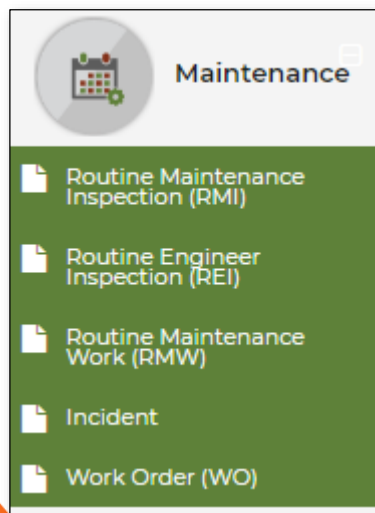 Maintenance
Routine Maintenance
Inspection (RMI)
Routine Engineer
Inspection (REI)
Routine Maintenance
Work (RMW)
Incident
Work Order (WO)